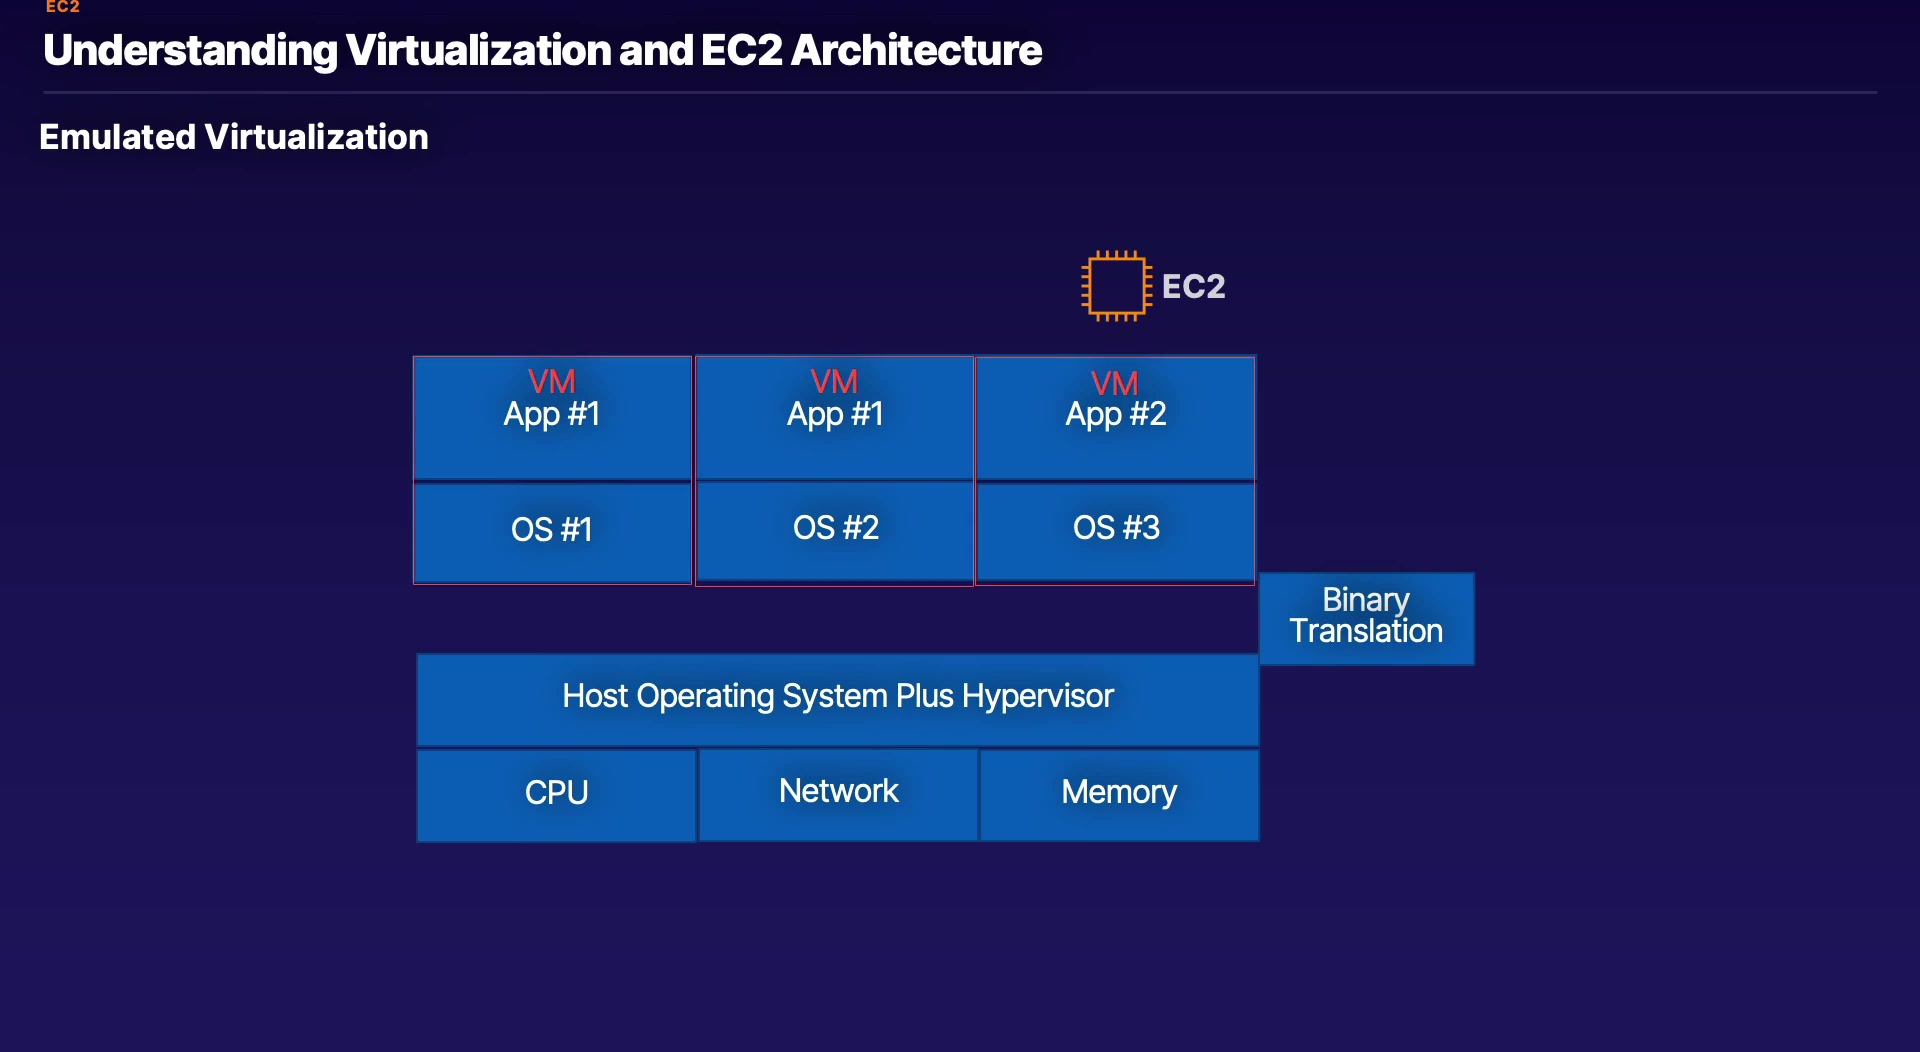 EC2
Understanding Virtualization and EC2 Architecture
Emulated Virtualization
EC2
VM
App #1
VM
App #1
VM
App #2
OS #1
OS #2
OS #3
Binary
Translation
Host Operating System Plus Hypervisor
CPU
Network
Memory